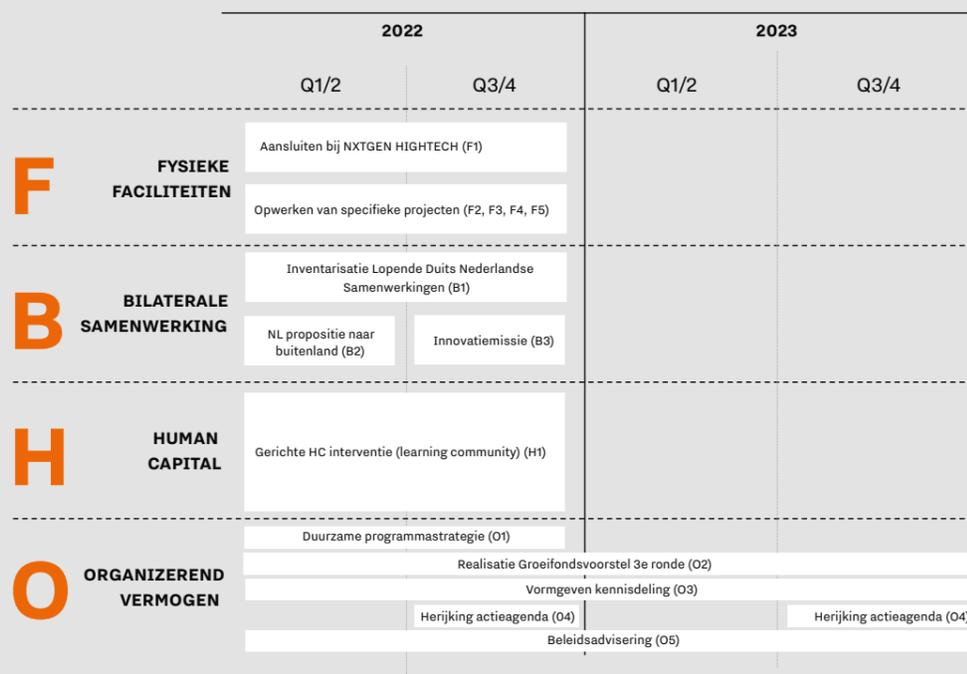 2022
2023
Q1/2
Q3/4
Q1/2
Q3/4
F
FYSIEKE
FACILITEITEN
Aansluiten bij NXTGEN HIGHTECH (F1)
Opwerken van specifieke projecten (F2, F3, F4, F5)
B
BILATERALE
SAMENWERKING
Inventarisatie Lopende Duits Nederlandse
Samenwerkingen (B1)
NL propositie naar
buitenland (B2)
Innovatiemissie (B3)
H
HUMAN
CAPITAL
Gerichte HC interventie (learning community) (H1)
O
ORGANIZEREND
VERMOGEN
Duurzame programmastrategie (O1)
Realisatie Groeifondsvoorstel 3e ronde (O2)
Vormgeven kennisdeling (O3)
Herijking actieagenda (O4)
Herijking actieagenda (O4)
Beleidsadvisering (O5)